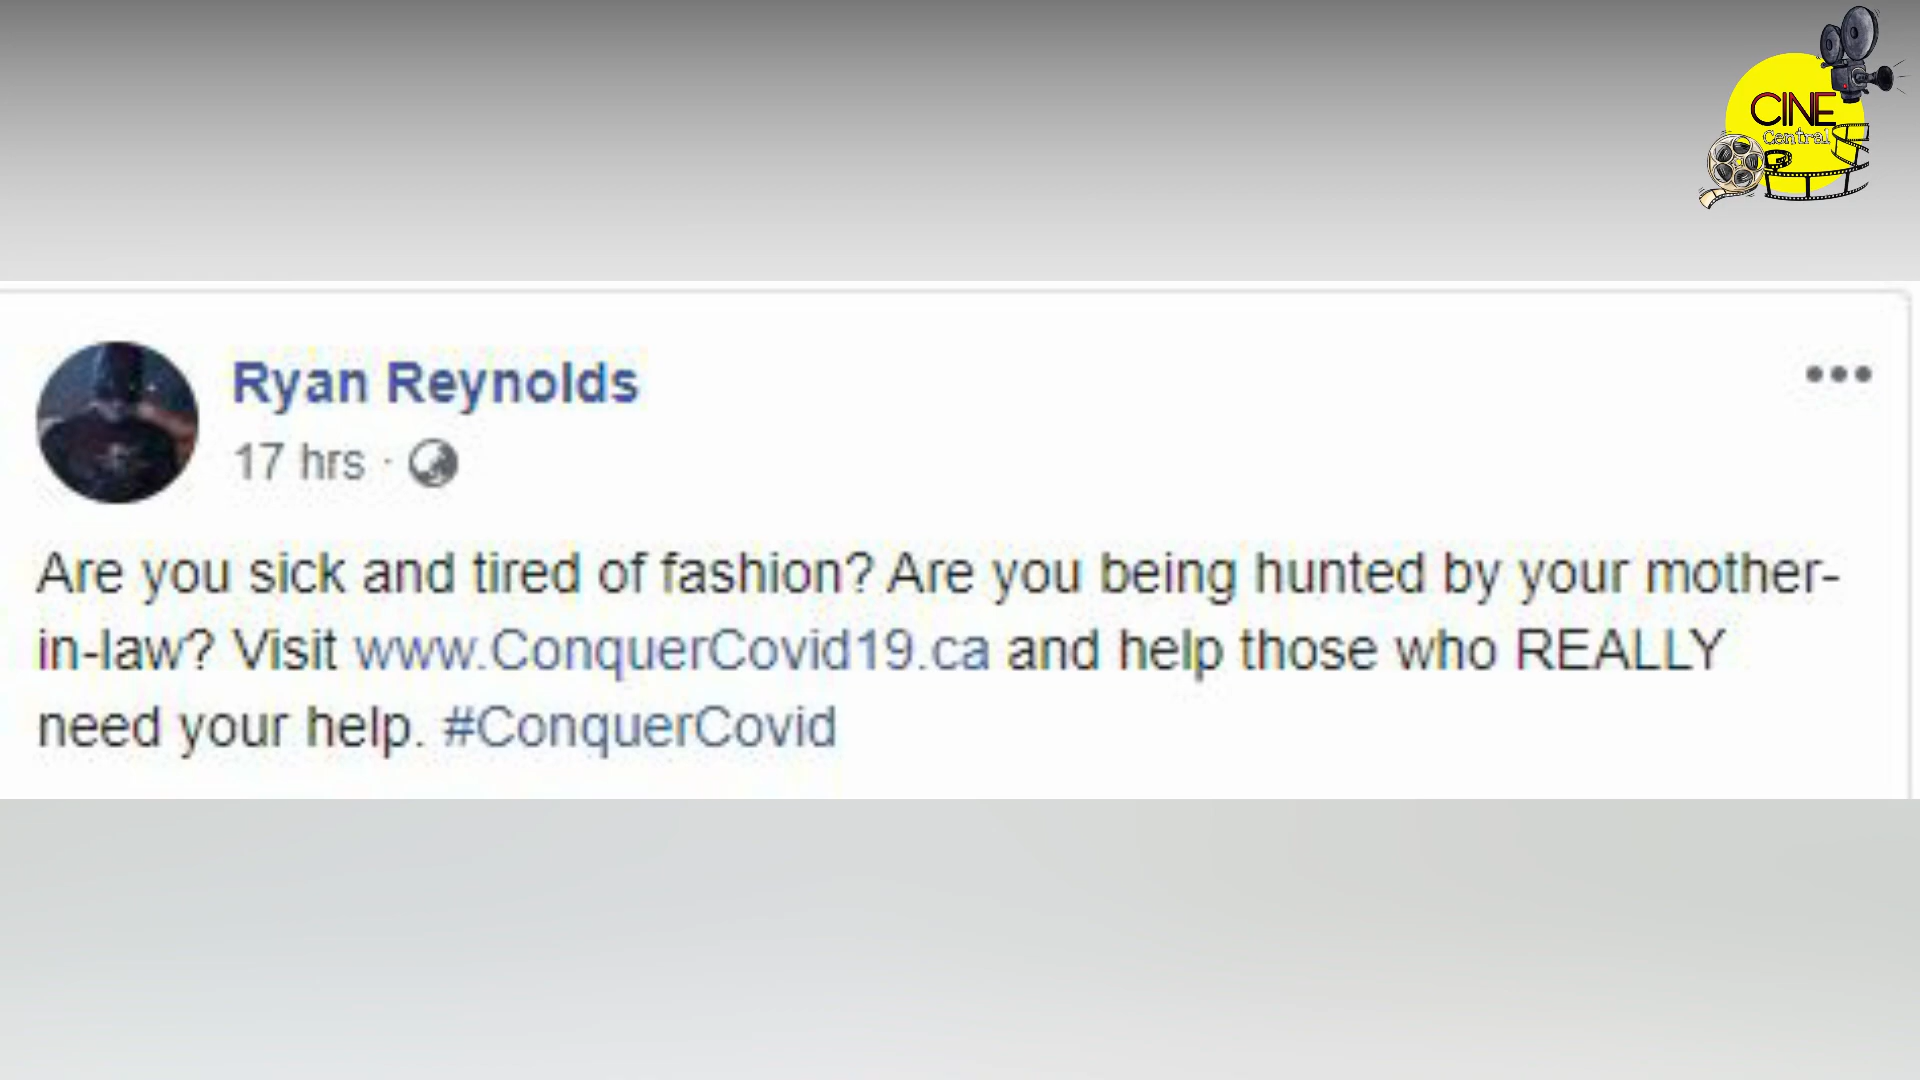 CINE
Central
Ryan Reynolds
17 hrs ·
Are you sick and tired of fashion? Are you being hunted by your mother-
in-law? Visit www.ConquerCovid19.ca and help those who REALLY
need your help. #ConquerCovid